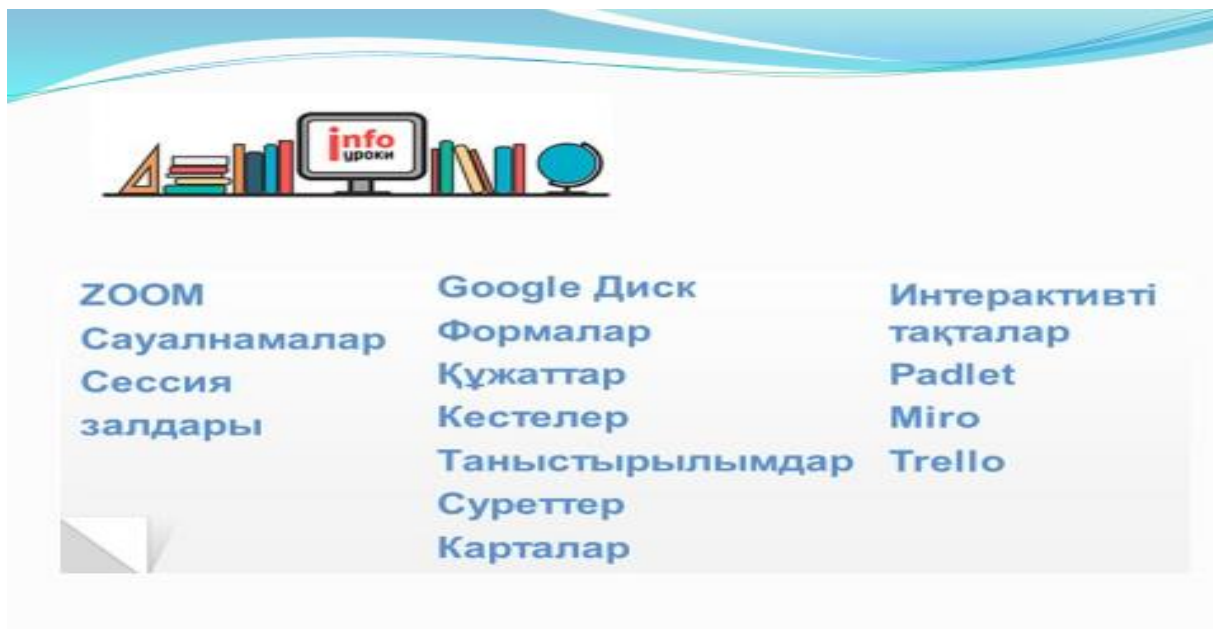 info
уроки
ZOOM
Сауалнамалар
Сессия
залдары
Google Диск
Формалар
Құжаттар
Кестелер
Таныстырылымдар
Суреттер
Карталар
Интерактивті
тақталар
Padlet
Miro
Trello